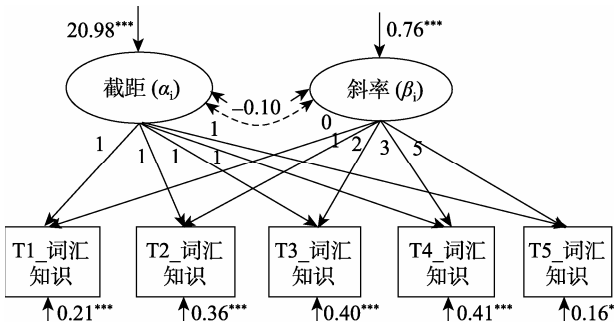 20.98***
0.76***
截距 (αi)
斜率 (βi)
–0.10
1
1
1
1
1
0
1
2
3
5
T1_词汇
知识
T2_词汇
知识
T3_词汇
知识
T4_词汇
知识
T5_词汇
知识
0.21***
0.36***
0.40***
0.41***
0.16*